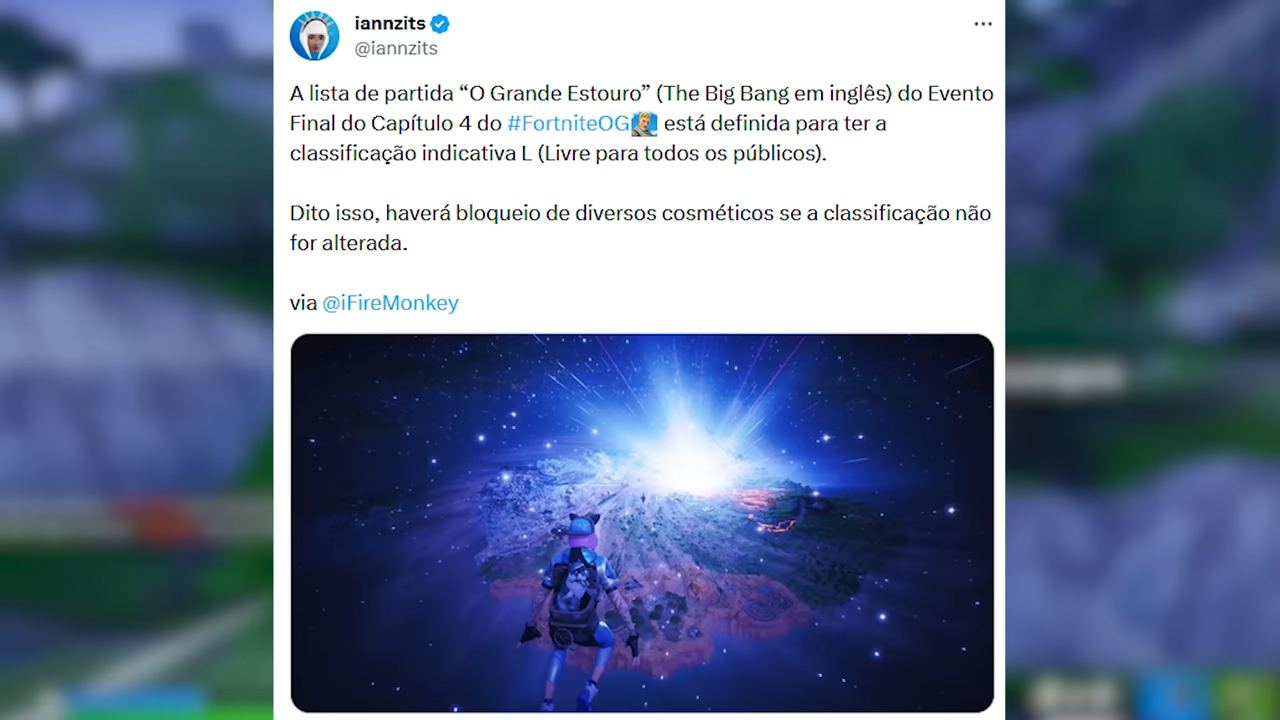 iannzits
@iannzits
A lista de partida “O Grande Estouro” (The Big Bang em inglês) do Evento
Final do Capítulo 4 do #FortniteOG está definida para ter a
classificação indicativa L (Livre para todos os públicos).
Dito isso, haverá bloqueio de diversos cosméticos se a classificação não
for alterada.
via @iFireMonkey